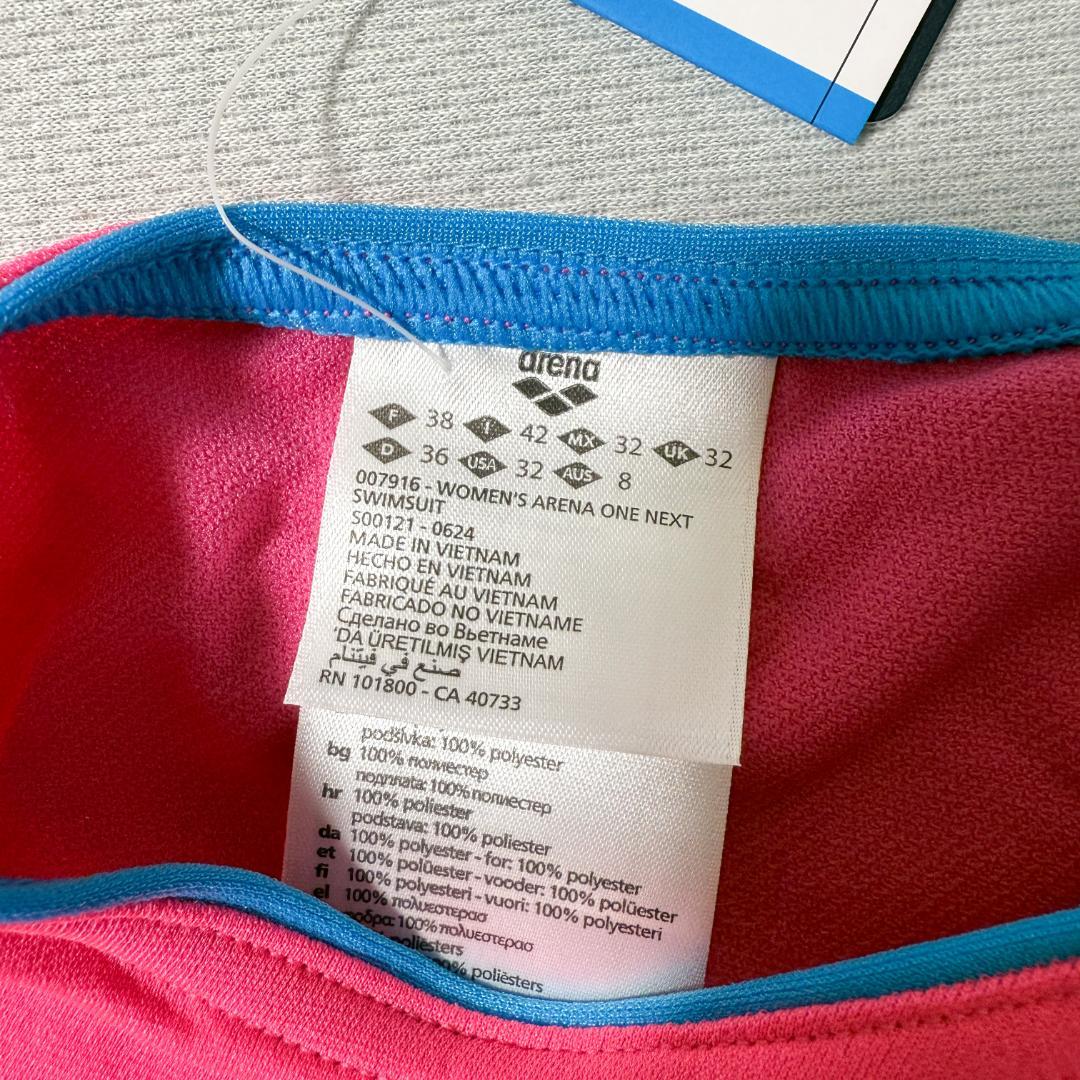 arena
F 38 I 42 MX 32 UK 32
D 36 USA 32 AUS 8
007916 - WOMEN'S ARENA ONE NEXT
SWIMSUIT
S00121 - 0624
MADE IN VIETNAM
HECHO EN VIETNAM
FABRIQUÉ AU VIETNAM
FABRICADO NO VIETNAME
Сделано во Вьетнаме
'DA ÜRETILMIŞ VIETNAM
صنع في فيتنام
RN 101800 - CA 40733
podšívka: 100% polyester
bg 100% полиестер
подплата: 100% полиестер
hr 100% poliester
podstava: 100% poliester
da 100% polyester - for: 100% polyester
et 100% polüester - vooder: 100% polüester
fi 100% polyesteri - vuori: 100% polyesteri
el 100% πολυεστερασ
100% πολυεστερασ
poliesters
poliēsters